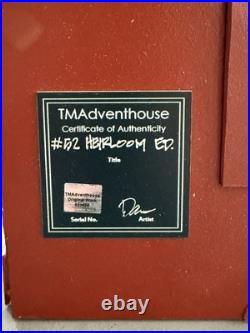 TMAdventhouse
Certificate of Authenticity
#52 HEIRLOOM ED.
Title
TMAdventhouse
Original Work
Serial No.
Artist